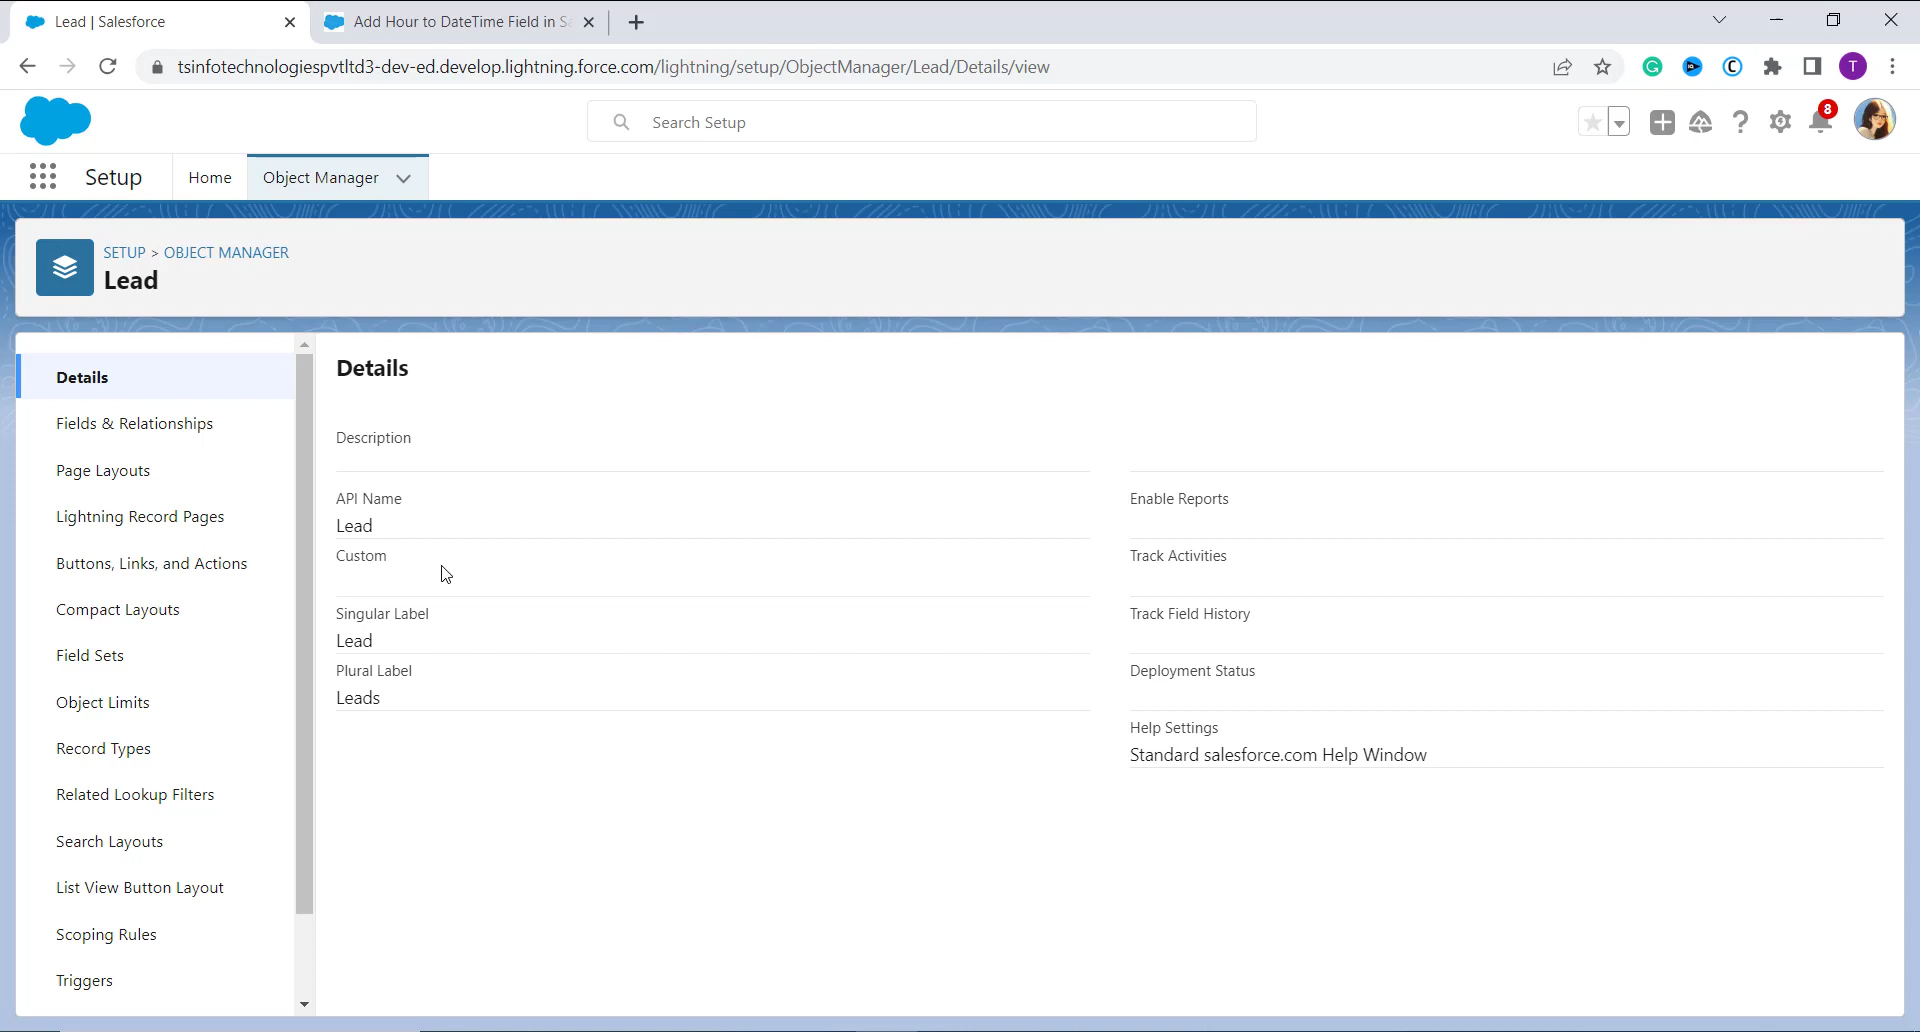 Lead | Salesforce
Add Hour to DateTime Field in Sa
tsinfotechnologiespvtltd3-dev-ed.develop.lightning.force.com/lightning/setup/ObjectManager/Lead/Details/view
T
Search Setup
8
Setup
Home
Object Manager
SETUP > OBJECT MANAGER
Lead
Details
Fields & Relationships
Page Layouts
Lightning Record Pages
Buttons, Links, and Actions
Compact Layouts
Field Sets
Object Limits
Record Types
Related Lookup Filters
Search Layouts
List View Button Layout
Scoping Rules
Triggers
Details
Description
API Name
Lead
Custom
Singular Label
Lead
Plural Label
Leads
Enable Reports
Track Activities
Track Field History
Deployment Status
Help Settings
Standard salesforce.com Help Window